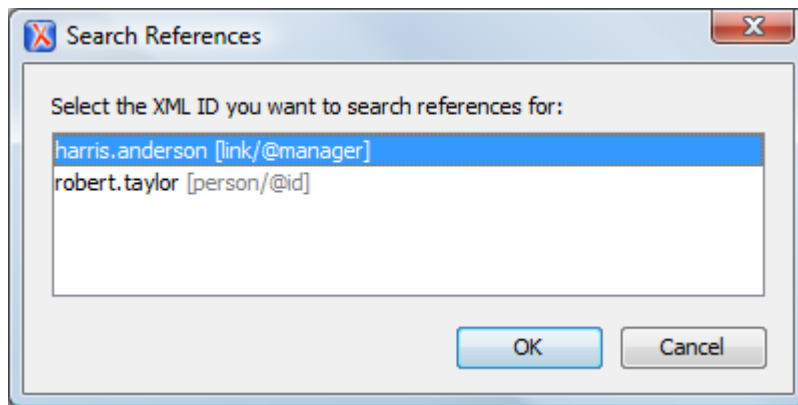 Search References
Select the XML ID you want to search references for:
harris.anderson [link/@manager]
robert.taylor [person/@id]
OK
Cancel